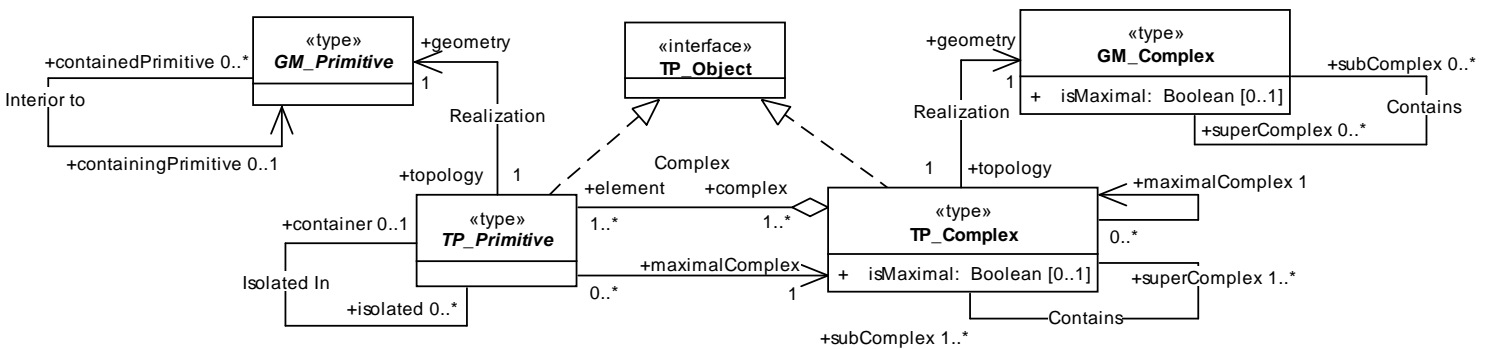 «type»
GM_Primitive
+containedPrimitive 0..*
Interior to
+containingPrimitive 0..1
+geometry
1
Realization
+topology
1
«interface»
TP_Object
«type»
GM_Complex
+ isMaximal: Boolean [0..1]
+geometry
1
Realization
1
+topology
+subComplex 0..*
Contains
+superComplex 0..*
«type»
TP_Primitive
+container 0..1
Isolated In
+isolated 0..*
Complex
+element
+complex
1..*
1..*
+maximalComplex
0..*
1
«type»
TP_Complex
+ isMaximal: Boolean [0..1]
+maximalComplex 1
0..*
+superComplex 1..*
Contains
+subComplex 1..*